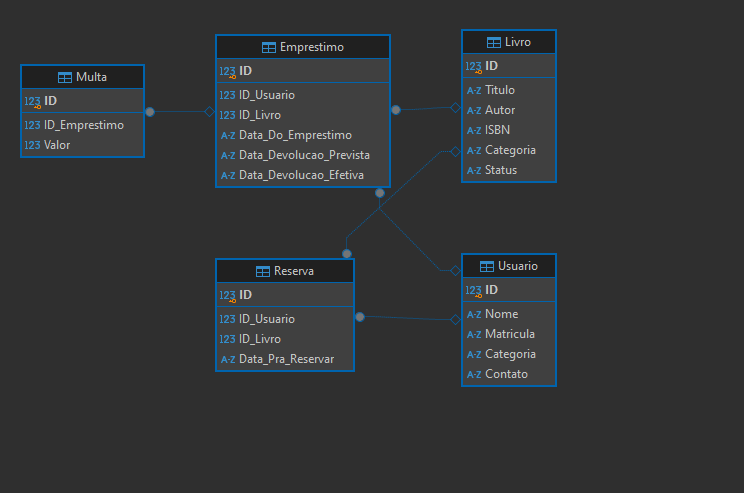 Multa
123 ID
123 ID_Emprestimo
123 Valor
Emprestimo
123 ID
123 ID_Usuario
123 ID_Livro
A-Z Data_Do_Emprestimo
A-Z Data_Devolucao_Prevista
A-Z Data_Devolucao_Efetiva
Livro
123 ID
A-Z Titulo
A-Z Autor
A-Z ISBN
A-Z Categoria
A-Z Status
Reserva
123 ID
123 ID_Usuario
123 ID_Livro
A-Z Data_Pra_Reservar
Usuario
123 ID
A-Z Nome
A-Z Matricula
A-Z Categoria
A-Z Contato